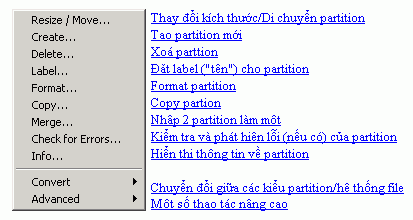 Resize / Move... Thay đổi kích thước/Di chuyển partition
Create... Tạo partition mới
Delete... Xoá parttion
Label... Đặt label ("tên") cho partition
Format... Format partition
Copy... Copy partion
Merge... Nhập 2 partition làm một
Check for Errors... Kiểm tra và phát hiện lỗi (nếu có) của partition
Info... Hiển thi thông tin về partition
Convert Chuyển đổi giữa các kiểu partition/hệ thống file
Advanced Một số thao tác nâng cao